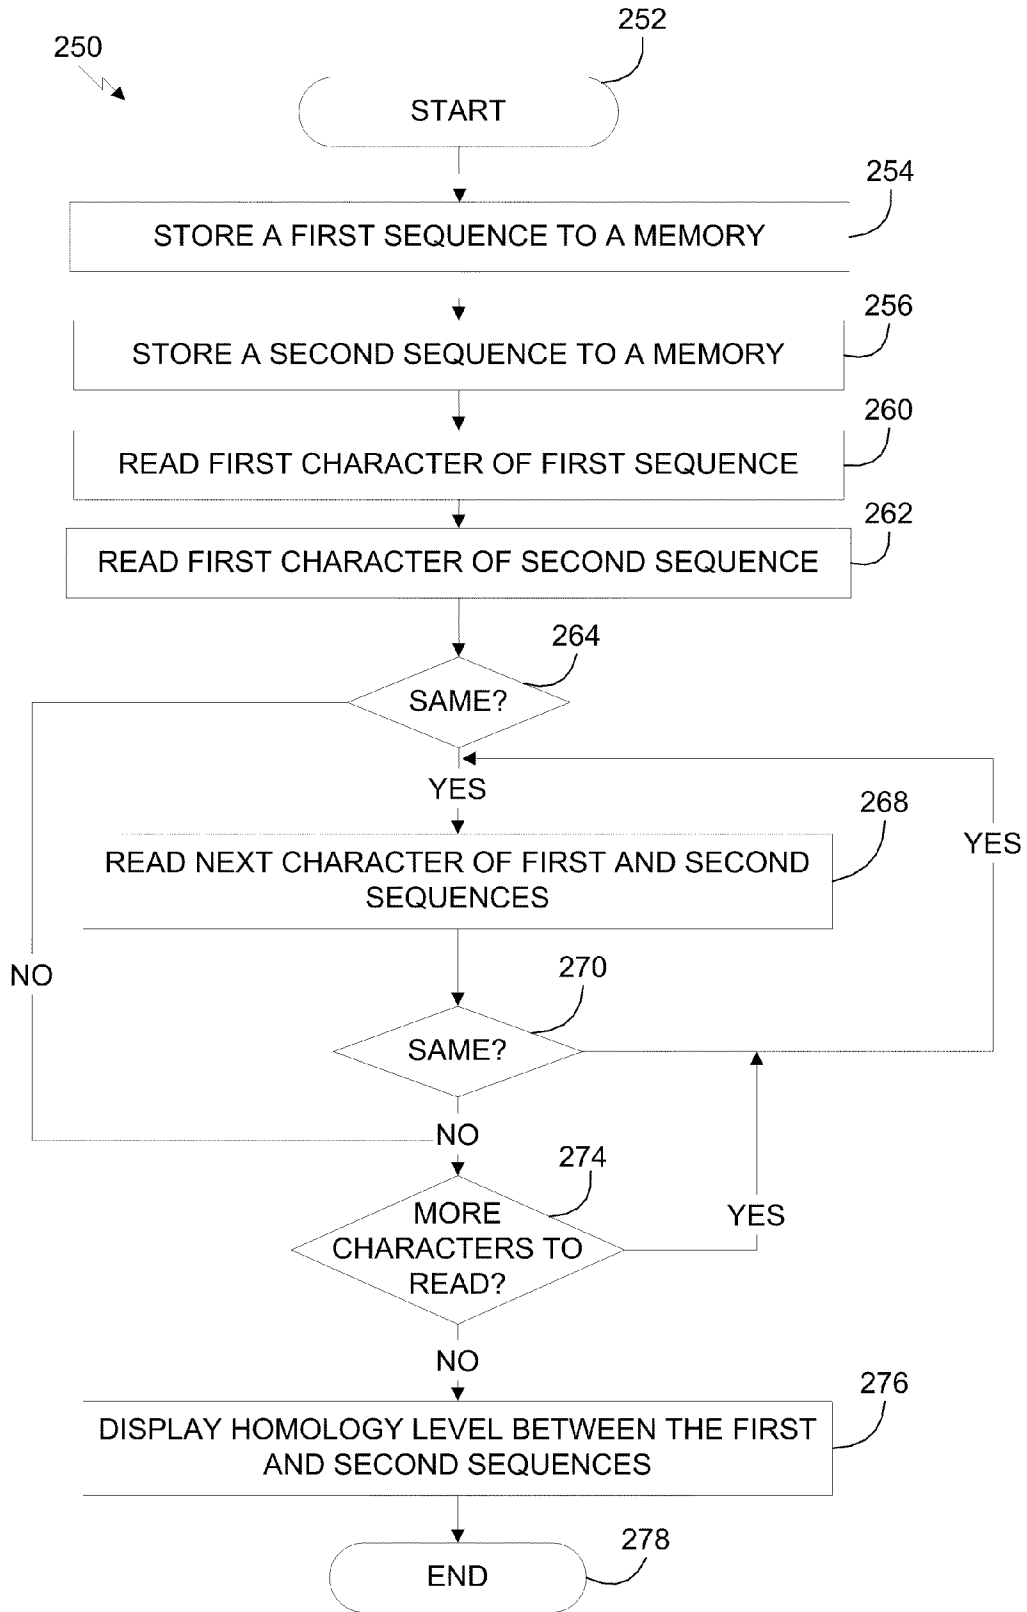 252
250
START
254
STORE A FIRST SEQUENCE TO A MEMORY
256
STORE A SECOND SEQUENCE TO A MEMORY
260
READ FIRST CHARACTER OF FIRST SEQUENCE
262
READ FIRST CHARACTER OF SECOND SEQUENCE
264
SAME?
YES
268
YES
READ NEXT CHARACTER OF FIRST AND SECOND
SEQUENCES
NO
270
SAME?
NO
274
MORE
CHARACTERS TO
READ?
YES
NO
276
DISPLAY HOMOLOGY LEVEL BETWEEN THE FIRST
AND SECOND SEQUENCES
278
END